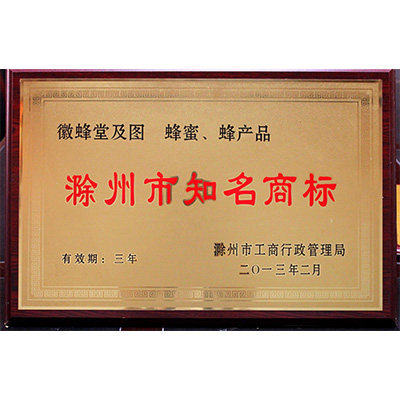 徽蜂堂及图 蜂蜜、蜂产品
滁州市知名商标
滁州市工商行政管理局
有效期：三年
二〇一三年二月